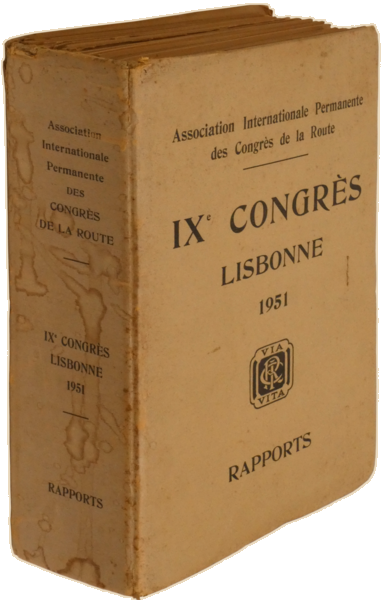 Association
Internationale
Permanente
DES
CONGRÈS
DE LA ROUTE
IXe CONGRÈS
LISBONNE
1951
RAPPORTS
Association Internationale Permanente
des Congrès de la Route
IXe CONGRÈS
LISBONNE
1951
VIA
VITA
RAPPORTS